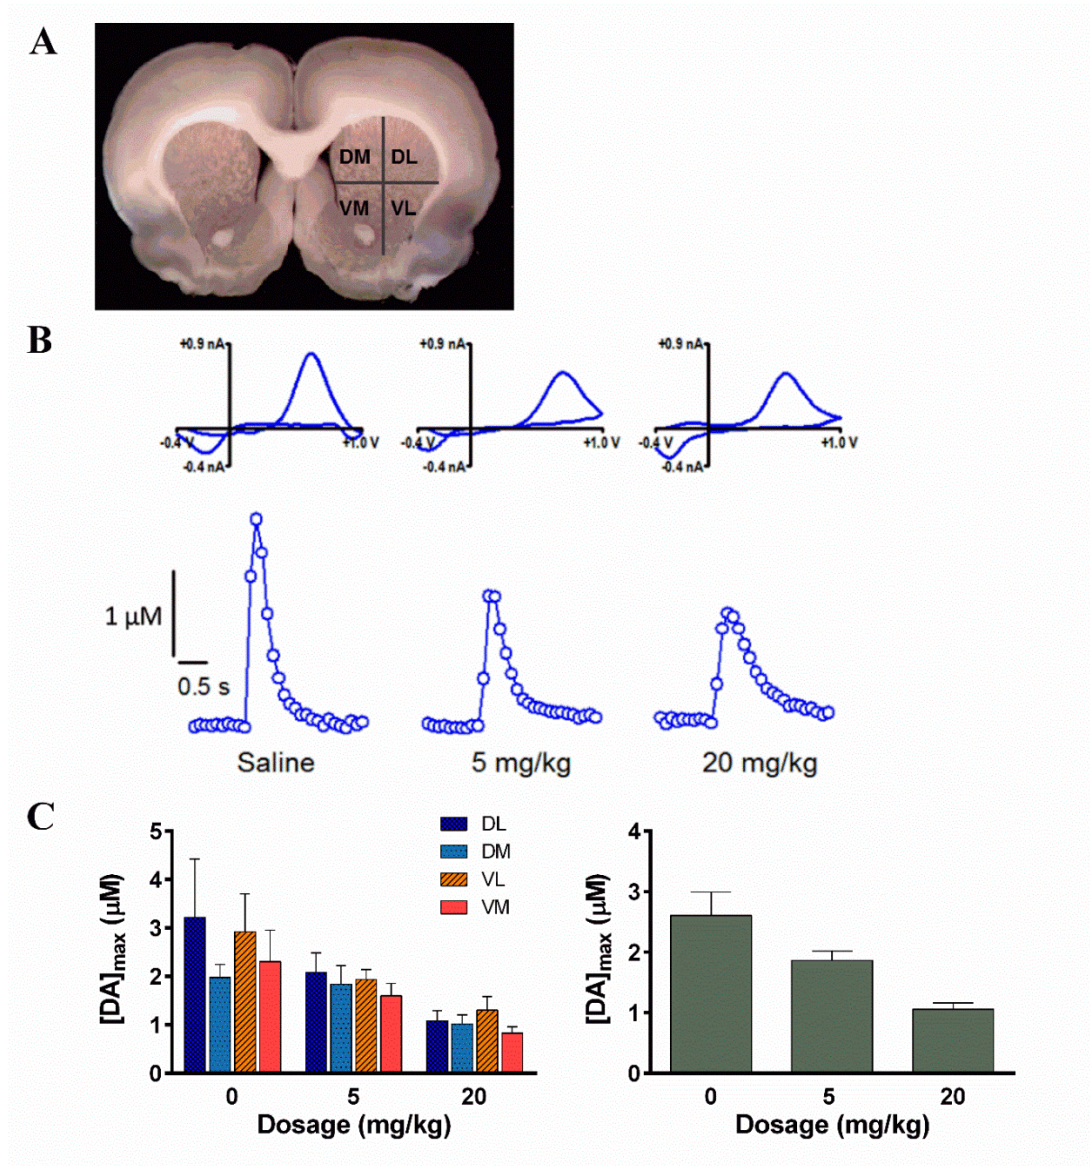 A
DM DL
VM VL
B
+0.9 nA +0.9 nA +0.9 nA
-0.4 V +1.0 V -0.4 V +1.0 V -0.4 V +1.0 V
-0.4 nA -0.4 nA -0.4 nA
1 μM
0.5 s
Saline 5 mg/kg 20 mg/kg
C
DL
DM
VL
VM
[DA]max (μM)
5
4
3
2
1
0
0 5 20
Dosage (mg/kg)
[DA]max (μM)
4
3
2
1
0
0 5 20
Dosage (mg/kg)